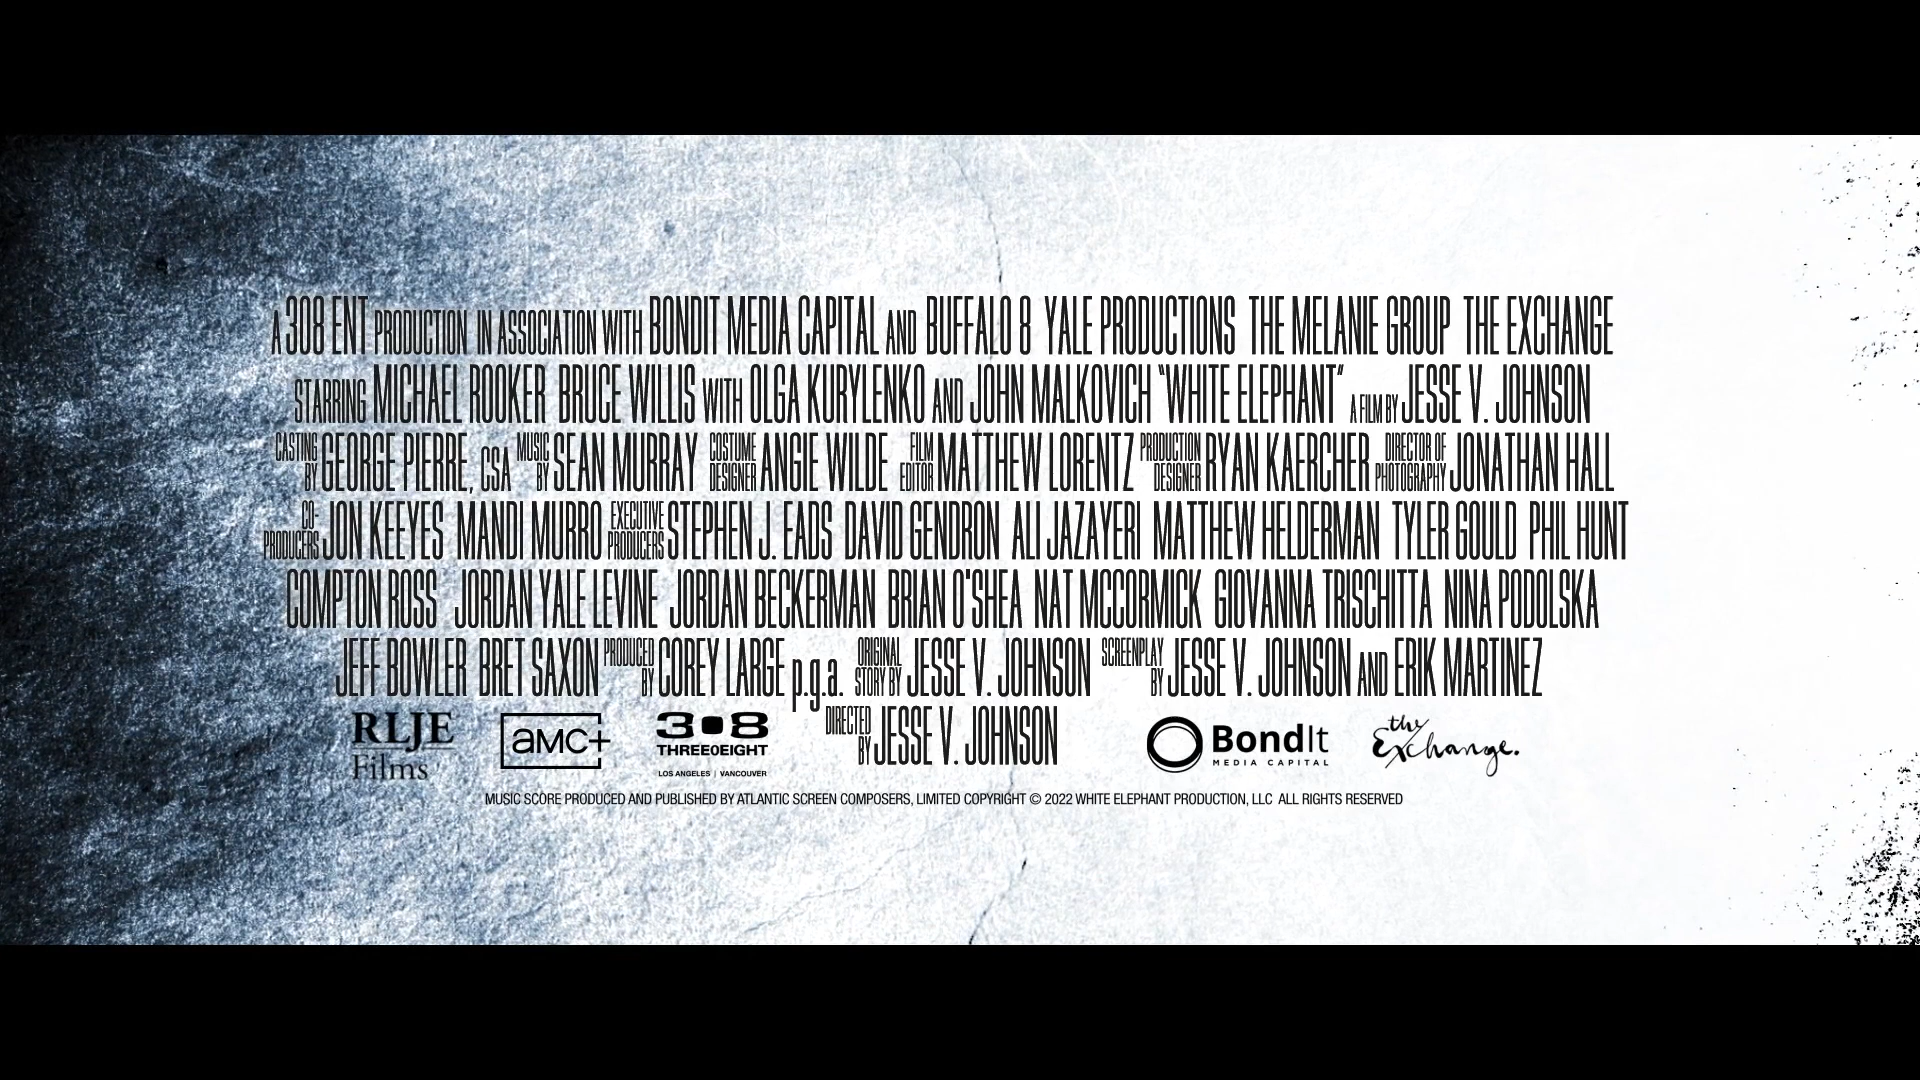 A 308 ENT PRODUCTION IN ASSOCIATION WITH BONDIT MEDIA CAPITAL AND BUFFALO 8 YALE PRODUCTIONS THE MELANIE GROUP THE EXCHANGE
STARRING MICHAEL ROOKER BRUCE WILLIS WITH OLGA KURYLENKO AND JOHN MALKOVICH "WHITE ELEPHANT" A FILM BY JESSE V. JOHNSON
CASTING BY GEORGE PIERRE, CSA MUSIC BY SEAN MURRAY COSTUME DESIGNER ANGIE WILDE FILM EDITOR MATTHEW LORENTZ PRODUCTION DESIGNER RYAN KAERCHER DIRECTOR OF PHOTOGRAPHY JONATHAN HALL
CO-PRODUCERS JON KEEYES MANDI MURRO EXECUTIVE PRODUCERS STEPHEN J. EADS DAVID GENDRON ALI JAZAYERI MATTHEW HELDERMAN TYLER GOULD PHIL HUNT
COMPTON ROSS JORDAN YALE LEVINE JORDAN BECKERMAN BRIAN O'SHEA NAT MCCORMICK GIOVANNA TRISCHITTA NINA PODOLSKA
JEFF BOWLER BRET SAXON PRODUCED BY COREY LARGE p.g.a. ORIGINAL STORY BY JESSE V. JOHNSON SCREENPLAY BY JESSE V. JOHNSON AND ERIK MARTINEZ
DIRECTED BY JESSE V. JOHNSON
RLJE Films
aMC+
308
THREE0EIGHT
LOS ANGELES | VANCOUVER
BondIt
MEDIA CAPITAL
the Exchange.
MUSIC SCORE PRODUCED AND PUBLISHED BY ATLANTIC SCREEN COMPOSERS, LIMITED COPYRIGHT © 2022 WHITE ELEPHANT PRODUCTION, LLC ALL RIGHTS RESERVED